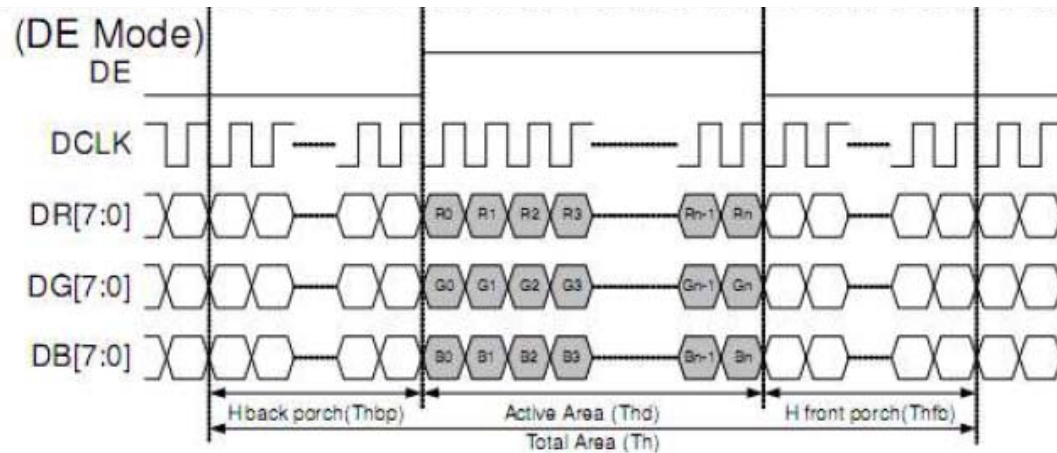 (DE Mode)
DE
DCLK
DR[7:0] R0 R1 R2 R3 Rn-1 Rn
DG[7:0] G0 G1 G2 G3 Gn-1 Gn
DB[7:0] B0 B1 B2 B3 Bn-1 Bn
H back porch(Thbp) Active Area (Thd) H front porch(Thfb)
Total Area (Th)